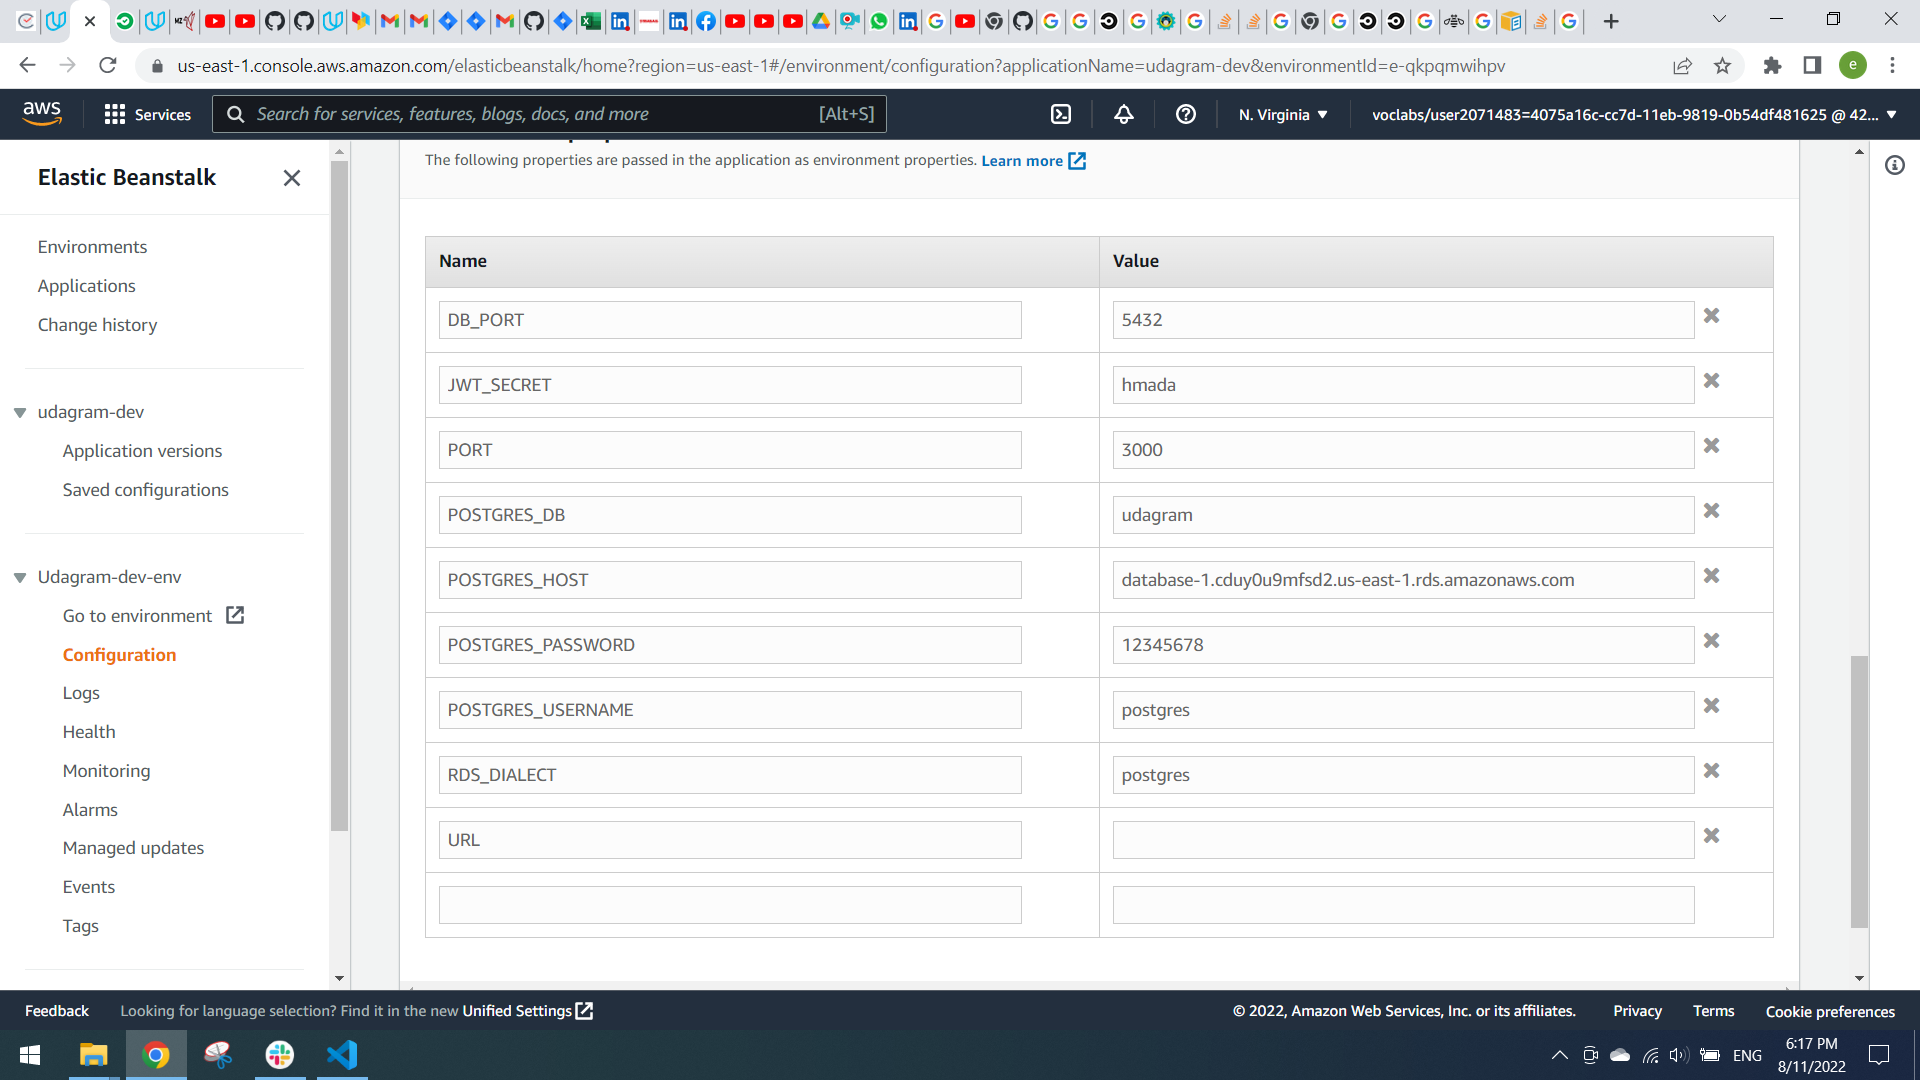 us-east-1.console.aws.amazon.com/elasticbeanstalk/home?region=us-east-1#/environment/configuration?applicationName=udagram-dev&environmentId=e-qkpqmwihpv
e
aws
Services
Search for services, features, blogs, docs, and more
[Alt+S]
N. Virginia
voclabs/user2071483=4075a16c-cc7d-11eb-9819-0b54df481625 @ 42...
Elastic Beanstalk
Environments
Applications
Change history
udagram-dev
Application versions
Saved configurations
Udagram-dev-env
Go to environment
Configuration
Logs
Health
Monitoring
Alarms
Managed updates
Events
Tags
The following properties are passed in the application as environment properties. Learn more
Name
Value
DB_PORT
5432
JWT_SECRET
hmada
PORT
3000
POSTGRES_DB
udagram
POSTGRES_HOST
database-1.cduy0u9mfsd2.us-east-1.rds.amazonaws.com
POSTGRES_PASSWORD
12345678
POSTGRES_USERNAME
postgres
RDS_DIALECT
postgres
URL
Feedback
Looking for language selection? Find it in the new Unified Settings
© 2022, Amazon Web Services, Inc. or its affiliates.
Privacy
Terms
Cookie preferences
ENG
6:17 PM
8/11/2022